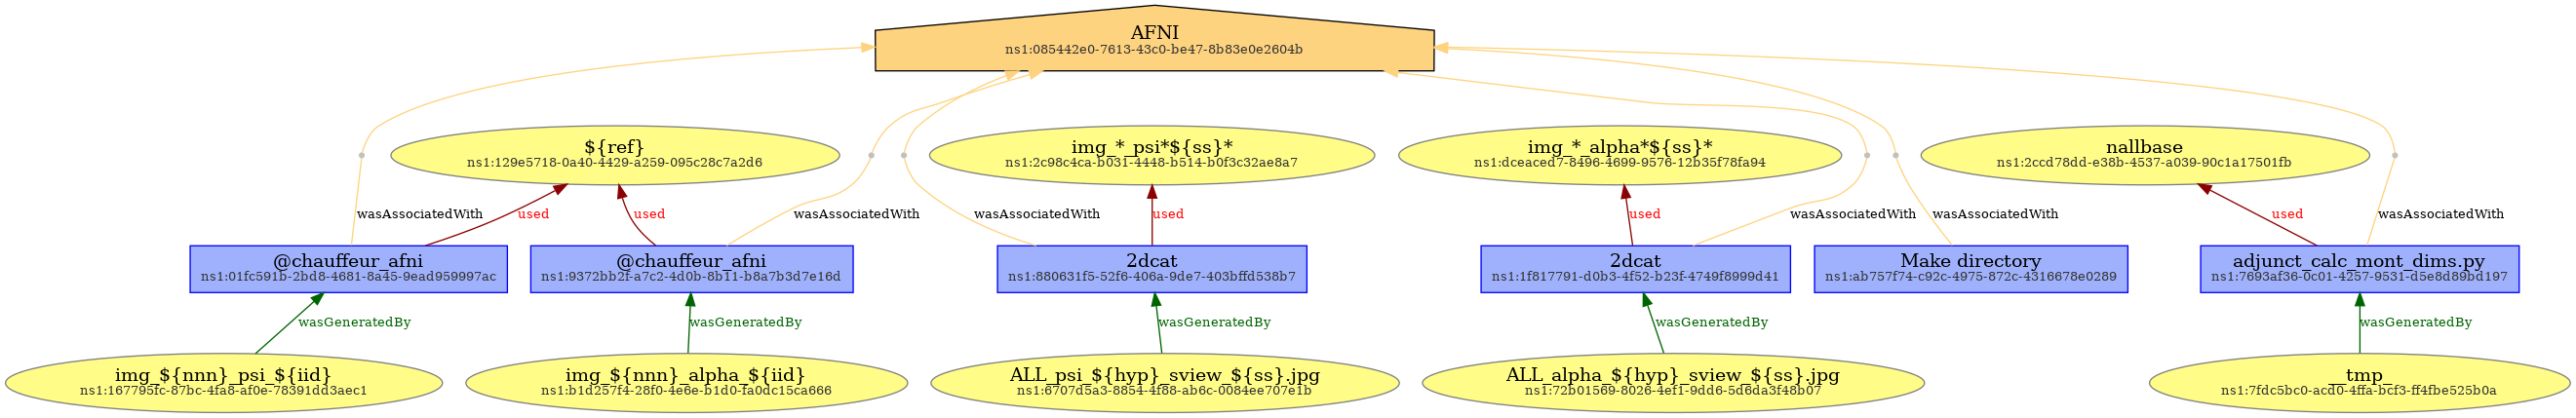 AFNI
ns1:085442e0-7613-43c0-be47-8b83e0e2604b
${ref}
ns1:129e5718-0a40-4429-a259-095c28c7a2d6
img_*_psi*${ss}*
ns1:2c98c4ca-b031-4448-b514-b0f3c32ae8a7
img_*_alpha*${ss}*
ns1:dceaced7-8496-4699-9576-12b35f78fa94
nallbase
ns1:2ccd78dd-e38b-4537-a039-90c1a17501fb
wasAssociatedWith
used
used
wasAssociatedWith
wasAssociatedWith
used
used
wasAssociatedWith
wasAssociatedWith
used
wasAssociatedWith
@chauffeur_afni
ns1:01fc591b-2bd8-4681-8a45-9ead959997ac
@chauffeur_afni
ns1:9372bb2f-a7c2-4d0b-8b11-b8a7b3d7e16d
2dcat
ns1:880631f5-52f6-406a-9de7-403bffd538b7
2dcat
ns1:1f817791-d0b3-4f52-b23f-4749f8999d41
Make directory
ns1:ab757f74-c92c-4975-872c-4316678e0289
adjunct_calc_mont_dims.py
ns1:7693af36-0c01-4257-9531-d5e8d89bd197
wasGeneratedBy
wasGeneratedBy
wasGeneratedBy
wasGeneratedBy
wasGeneratedBy
img_${nnn}_psi_${iid}
ns1:167795fc-87bc-4fa8-af0e-78391dd3aec1
img_${nnn}_alpha_${iid}
ns1:b1d257f4-28f0-4e6e-b1d0-fa0dc15ca666
ALL_psi_${hyp}_sview_${ss}.jpg
ns1:6707d5a3-8854-4f88-ab6c-0084ee707e1b
ALL_alpha_${hyp}_sview_${ss}.jpg
ns1:72b01569-8026-4ef1-9dd6-5d6da3f48b07
__tmp_
ns1:7fdc5bc0-acd0-4ffa-bcf3-ff4fbe525b0a